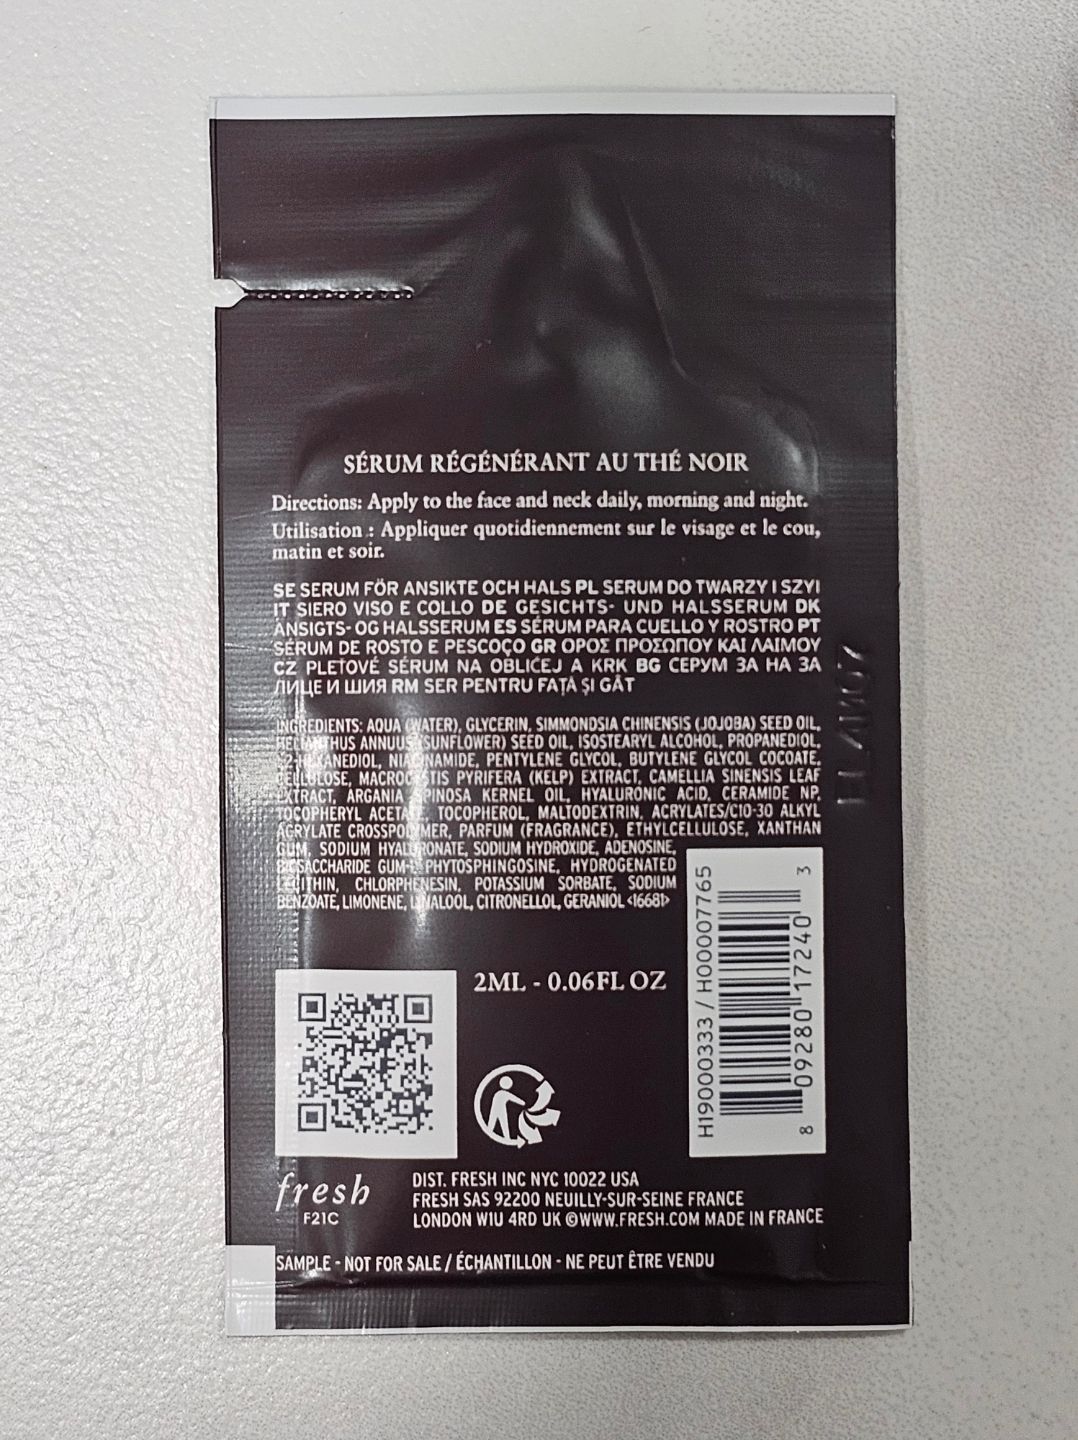 SÉRUM RÉGÉNÉRANT AU THÉ NOIR
Directions: Apply to the face and neck daily, morning and night.
Utilisation : Appliquer quotidiennement sur le visage et le cou,
matin et soir.
SE SERUM FÖR ANSIKTE OCH HALS PL SERUM DO TWARZY I SZYI
IT SIERO VISO E COLLO DE GESICHTS- UND HALSSERUM DK
ANSIGTS- OG HALSSERUM ES SÉRUM PARA CUELLO Y ROSTRO PT
SÉRUM DE ROSTO E PESCOÇO GR ΟΡΟΣ ΠΡΟΣΩΠΟΥ ΚΑΙ ΛΑΙΜΟΥ
CZ PLEŤOVÉ SÉRUM NA OBLIČEJ A KRK BG СЕРУМ ЗА НА ЗА
ЛИЦЕ И ШИЯ RM SER PENTRU FAȚĂ ȘI GÂT
INGREDIENTS: AQUA (WATER), GLYCERIN, SIMMONDSIA CHINENSIS (JOJOBA) SEED OIL,
HELIANTHUS ANNUUS (SUNFLOWER) SEED OIL, ISOSTEARYL ALCOHOL, PROPANEDIOL,
1,2-HEXANEDIOL, NIACINAMIDE, PENTYLENE GLYCOL, BUTYLENE GLYCOL COCOATE,
CELLULOSE, MACROCYSTIS PYRIFERA (KELP) EXTRACT, CAMELLIA SINENSIS LEAF
EXTRACT, ARGANIA SPINOSA KERNEL OIL, HYALURONIC ACID, CERAMIDE NP,
TOCOPHERYL ACETATE, TOCOPHEROL, MALTODEXTRIN, ACRYLATES/C10-30 ALKYL
ACRYLATE CROSSPOLYMER, PARFUM (FRAGRANCE), ETHYLCELLULOSE, XANTHAN
GUM, SODIUM HYALURONATE, SODIUM HYDROXIDE, ADENOSINE,
BIOSACCHARIDE GUM-1, PHYTOSPHINGOSINE, HYDROGENATED
LECITHIN, CHLORPHENESIN, POTASSIUM SORBATE, SODIUM
BENZOATE, LIMONENE, LINALOOL, CITRONELLOL, GERANIOL <16681>
2ML - 0.06FL OZ
H19000333 / H00007765
8 09280 17240 3
fresh
F21C
DIST. FRESH INC NYC 10022 USA
FRESH SAS 92200 NEUILLY-SUR-SEINE FRANCE
LONDON W1U 4RD UK ©WWW.FRESH.COM MADE IN FRANCE
SAMPLE - NOT FOR SALE / ÉCHANTILLON - NE PEUT ÊTRE VENDU